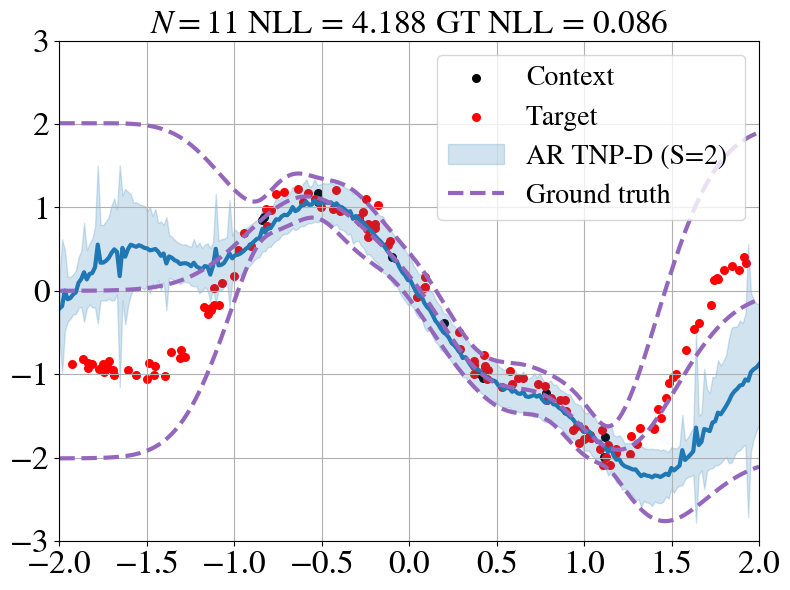 N = 11 NLL = 4.188 GT NLL = 0.086
Context
Target
AR TNP-D (S=2)
Ground truth
3
2
1
0
−1
−2
−3
−2.0 −1.5 −1.0 −0.5 0.0 0.5 1.0 1.5 2.0